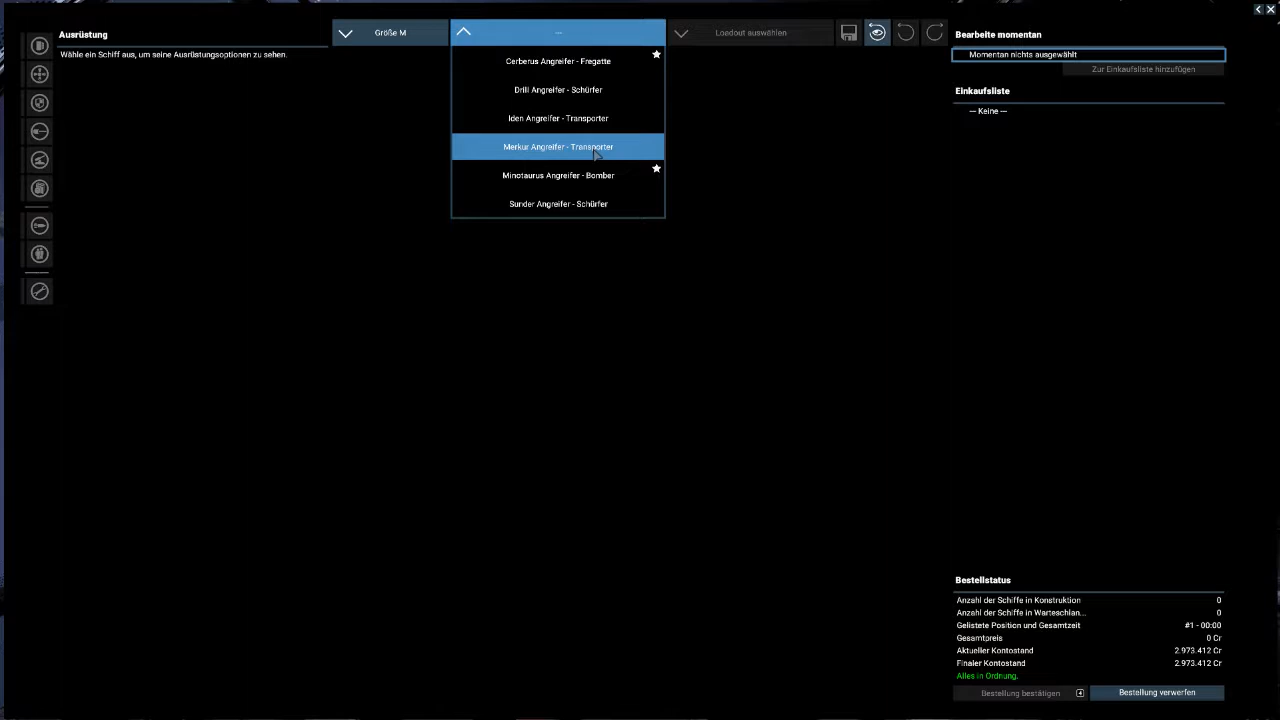 Ausrüstung
Wähle ein Schiff aus, um seine Ausrüstungsoptionen zu sehen.
Größe M
--
Loadout auswählen
Cerberus Angreifer - Fregatte
Drill Angreifer - Schürfer
Iden Angreifer - Transporter
Merkur Angreifer - Transporter
Minotaurus Angreifer - Bomber
Sunder Angreifer - Schürfer
Bearbeite momentan
Momentan nichts ausgewählt
Zur Einkaufsliste hinzufügen
Einkaufsliste
-- Keine --
Bestellstatus
Anzahl der Schiffe in Konstruktion 0
Anzahl der Schiffe in Warteschlan... 0
Gelistete Position und Gesamtzeit #1 - 00:00
Gesamtpreis 0 Cr
Aktueller Kontostand 2.973.412 Cr
Finaler Kontostand 2.973.412 Cr
Alles in Ordnung.
Bestellung bestätigen
Bestellung verwerfen